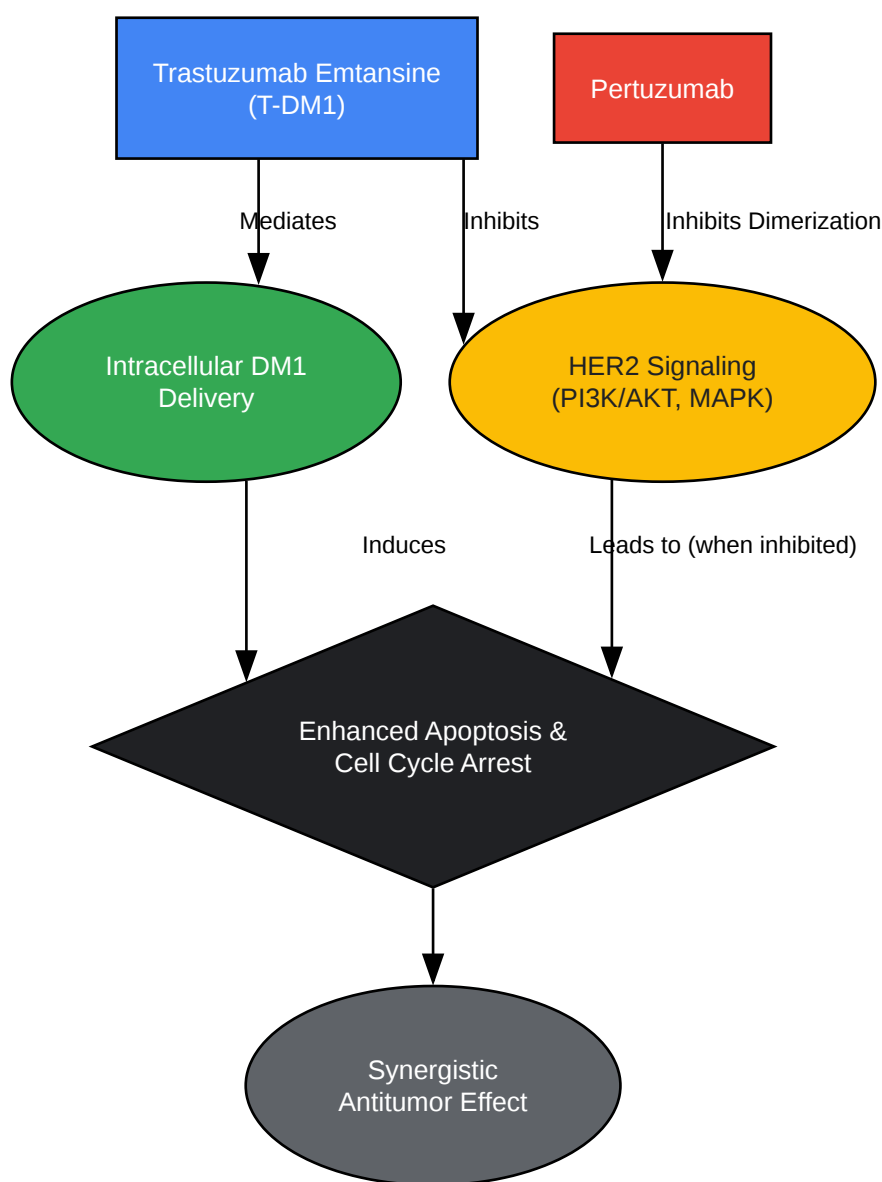 Trastuzumab Emtansine
(T-DM1)
Pertuzumab
Mediates
Inhibits
Inhibits Dimerization
Intracellular DM1
Delivery
HER2 Signaling
(PI3K/AKT, MAPK)
Induces
Leads to (when inhibited)
Enhanced Apoptosis &
Cell Cycle Arrest
Synergistic
Antitumor Effect